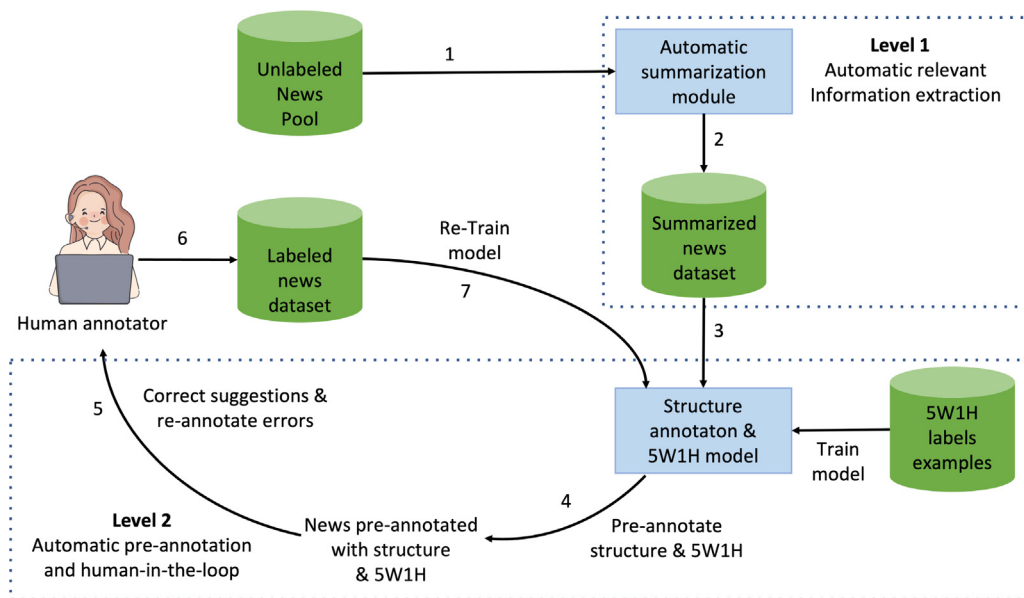 Unlabeled
News
Pool
1
Automatic
summarization
module
Level 1
Automatic relevant
Information extraction
2
Summarized
news
dataset
3
Human annotator
6
Labeled
news
dataset
Re-Train
model
7
Structure
annotaton &
5W1H model
Train
model
5W1H
labels
examples
4
Pre-annotate
structure & 5W1H
News pre-annotated
with structure
& 5W1H
5
Correct suggestions &
re-annotate errors
Level 2
Automatic pre-annotation
and human-in-the-loop